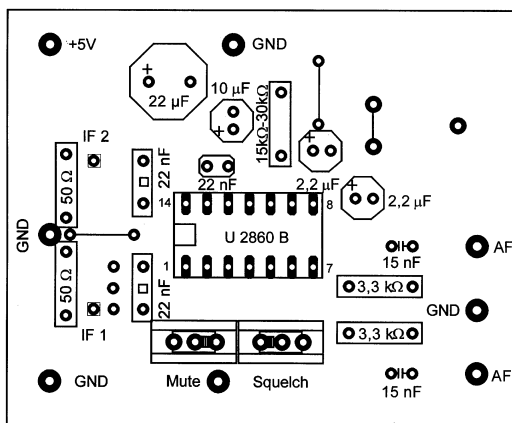 +5V
GND
22 µF
+
10 µF
+
15kΩ-30kΩ
IF 2
50 Ω
22 nF
22 nF
2,2 µF
+
2,2 µF
+
14
8
U 2860 B
GND
1
7
50 Ω
22 nF
IF 1
15 nF
AF
3,3 kΩ
GND
3,3 kΩ
15 nF
AF
GND
Mute
Squelch